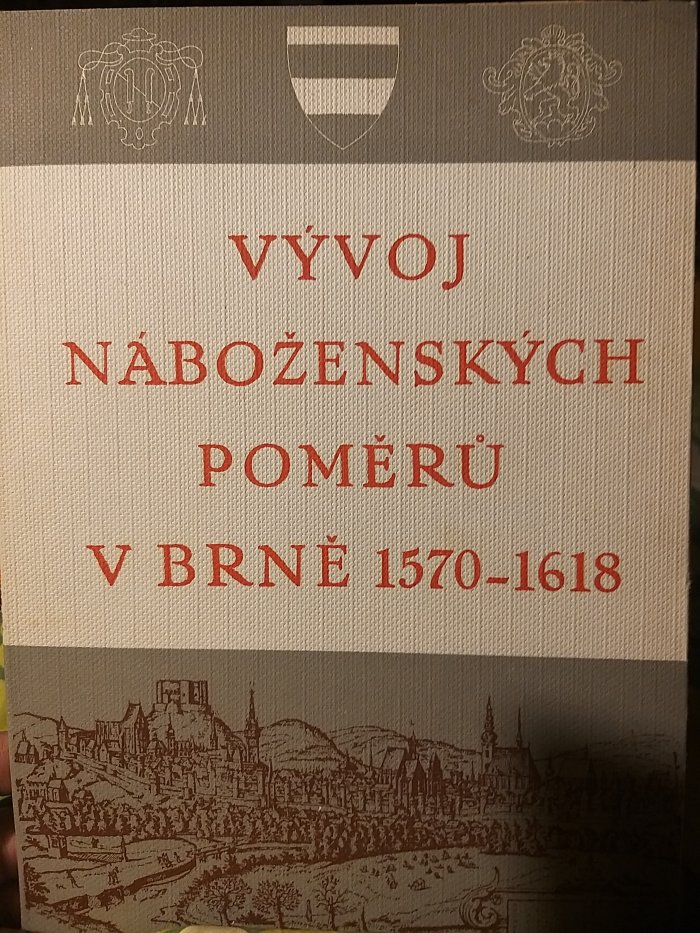 VÝVOJ
NÁBOŽENSKÝCH
POMĚRŮ
V BRNĚ 1570-1618